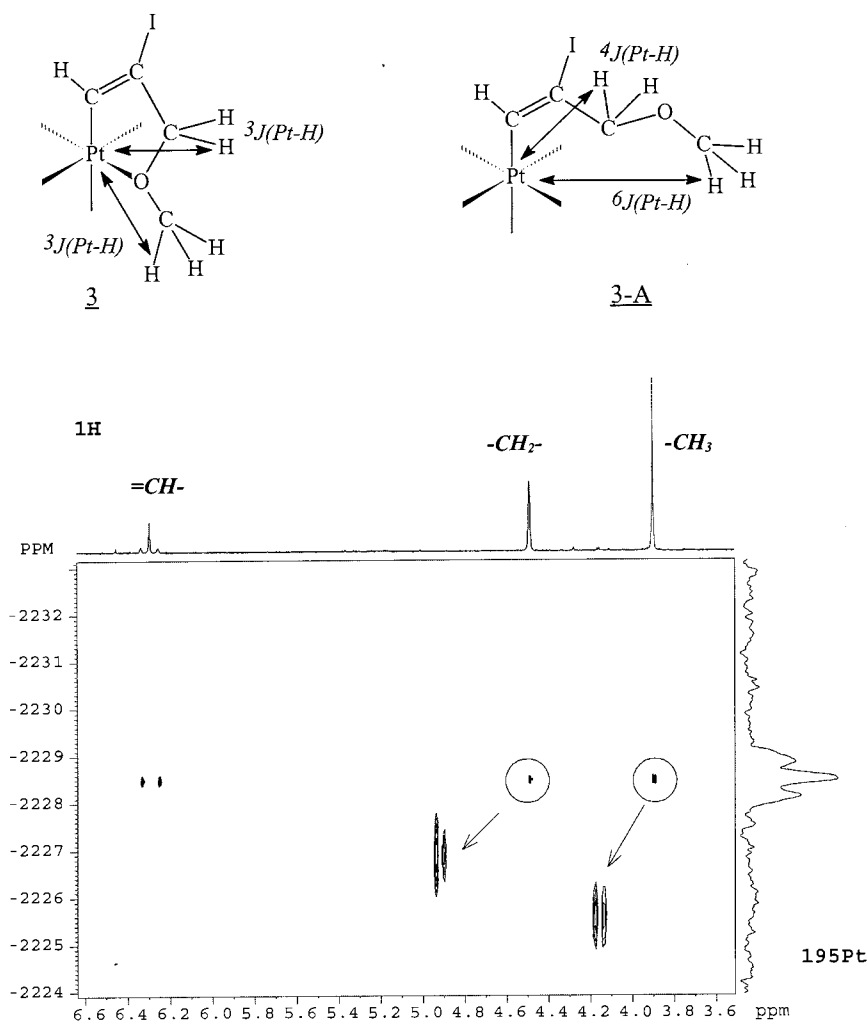 I
H
C
C
C
H
H
3J(Pt-H)
Pt
O
C
3J(Pt-H)
H
H
H
3
I
4J(Pt-H)
H
H
H
C
C
C
O
C
H
H
H
Pt
6J(Pt-H)
3-A
1H
=CH-
-CH2-
-CH3
PPM
-2232
-2231
-2230
-2229
-2228
-2227
-2226
-2225
-2224
195Pt
6.6 6.4 6.2 6.0 5.8 5.6 5.4 5.2 5.0 4.8 4.6 4.4 4.2 4.0 3.8 3.6 ppm